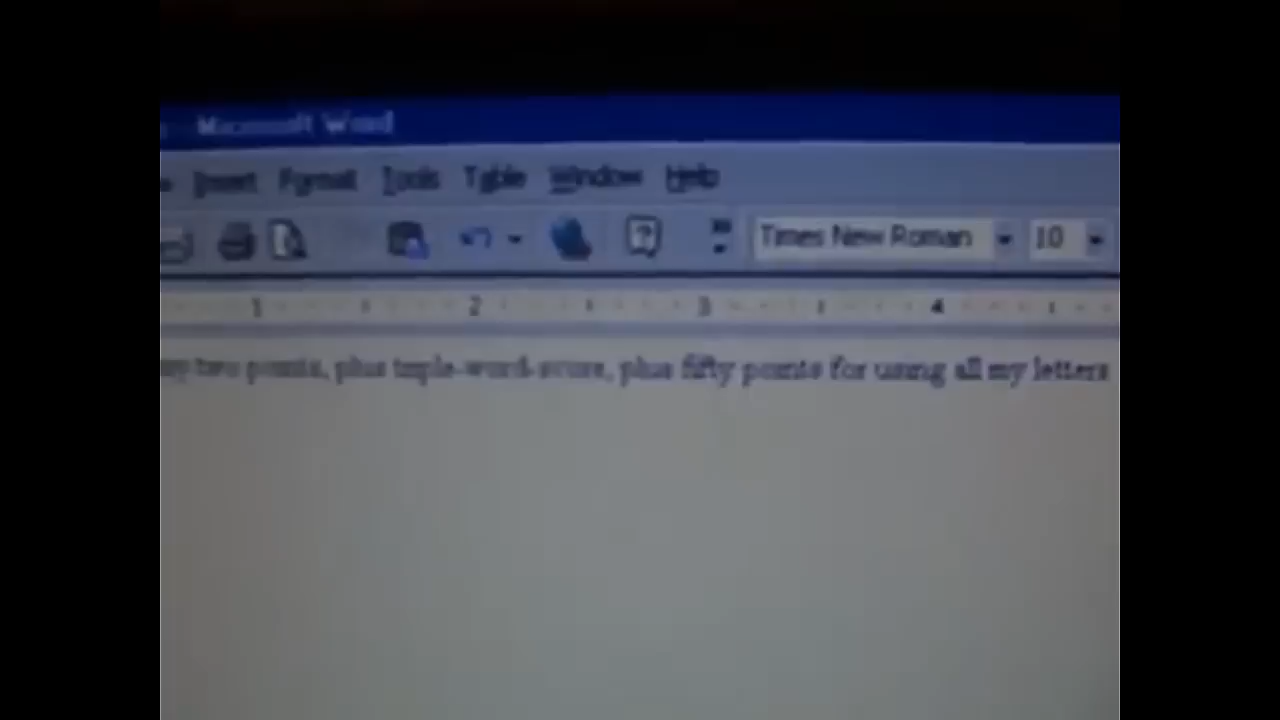 Microsoft Word
Insert Format Tools Table Window Help
Times New Roman 10
1 2 3 4
two points, plus triple-word-score, plus fifty points for using all my letters